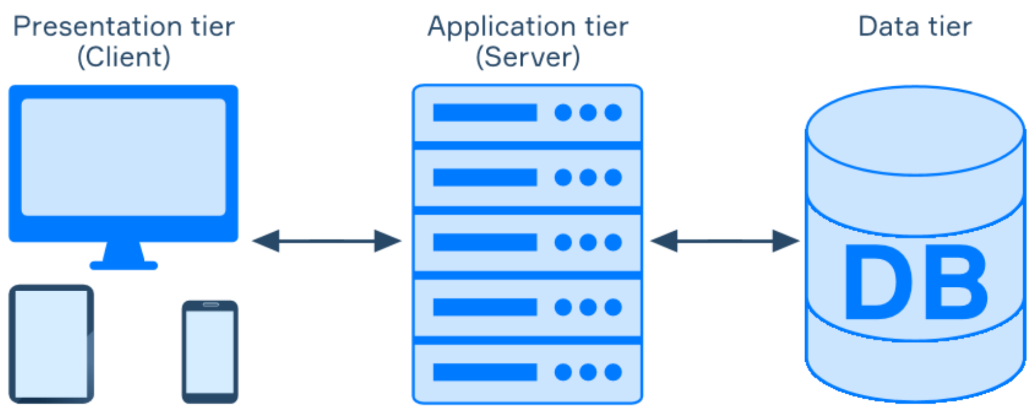 Presentation tier
(Client)
Application tier
(Server)
Data tier
DB